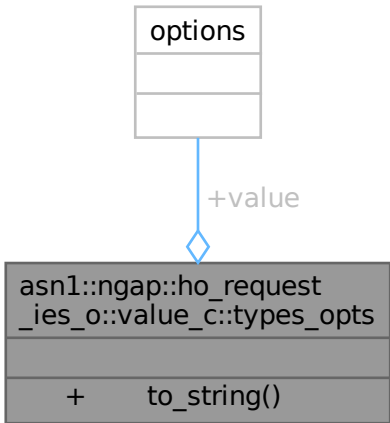 options
+value
asn1::ngap::ho_request
_ies_o::value_c::types_opts
+ to_string()